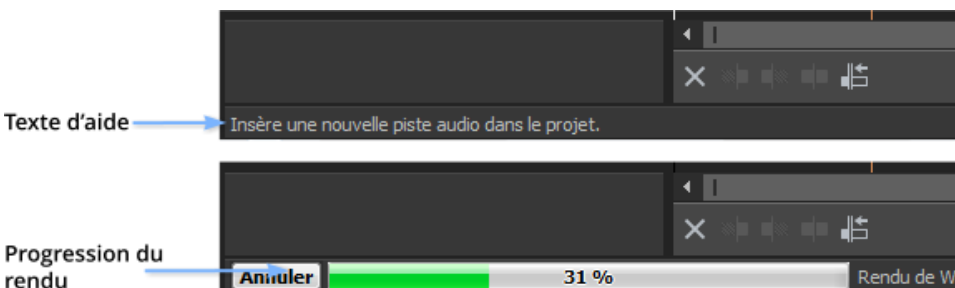 Texte d'aide
Insère une nouvelle piste audio dans le projet.
Progression du
rendu
Annuler
31 %
Rendu de W